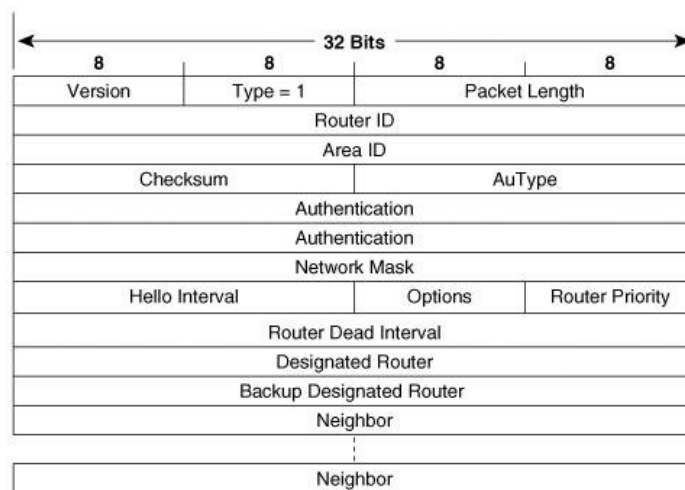 32 Bits
8 8 8 8
Version Type = 1 Packet Length
Router ID
Area ID
Checksum AuType
Authentication
Authentication
Network Mask
Hello Interval Options Router Priority
Router Dead Interval
Designated Router
Backup Designated Router
Neighbor
Neighbor